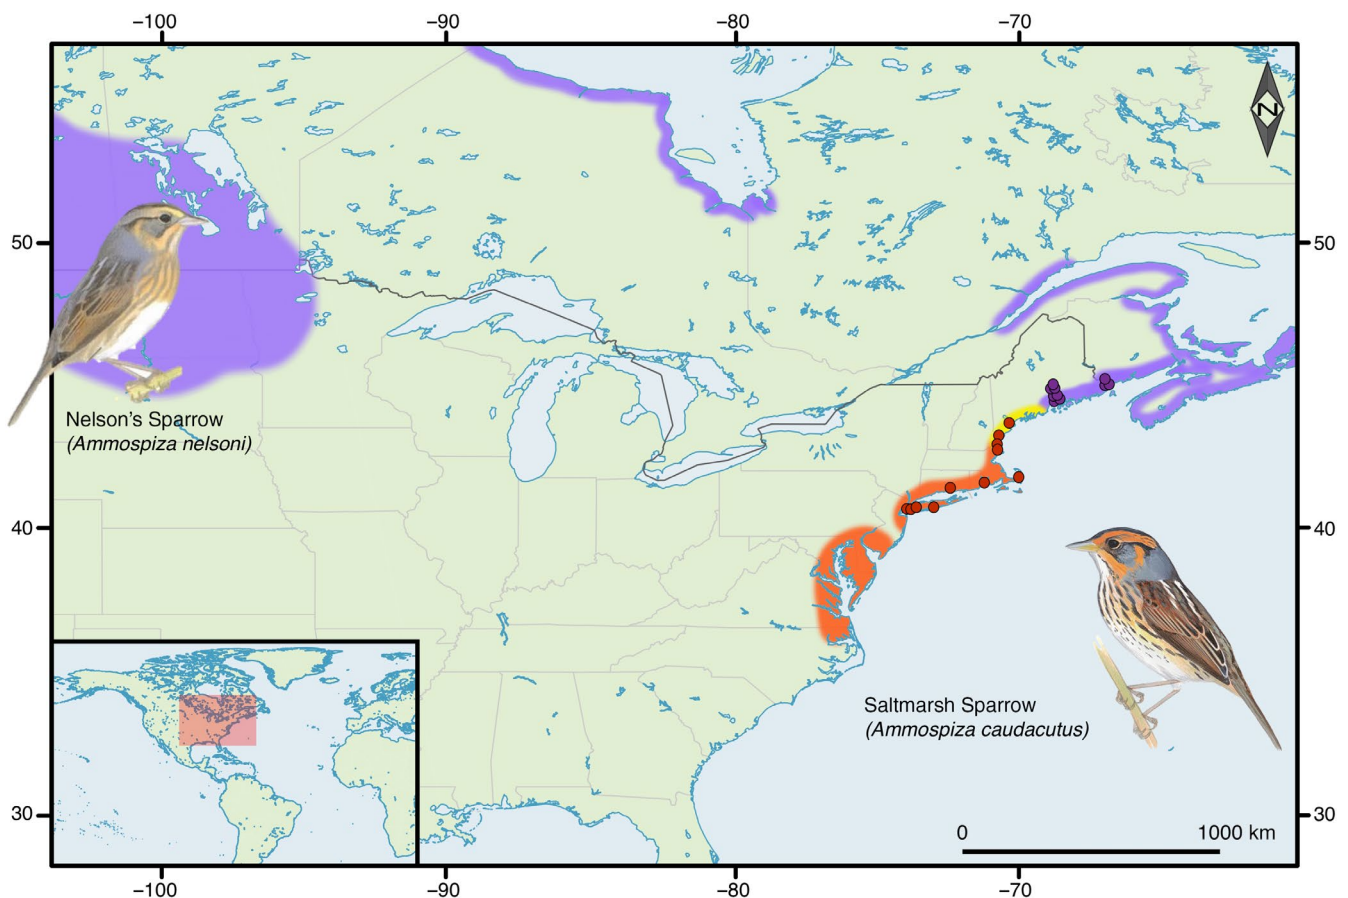 −100 −90 −80 −70
N
50 50
Nelson's Sparrow
(Ammospiza nelsoni)
40 40
Saltmarsh Sparrow
(Ammospiza caudacutus)
30 30
0 1000 km
−100 −90 −80 −70